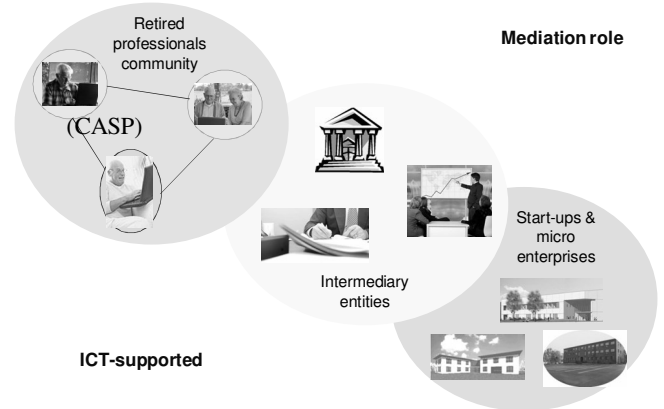 Retired
professionals
community
Mediation role
(CASP)
Start-ups &
micro
enterprises
Intermediary
entities
ICT-supported